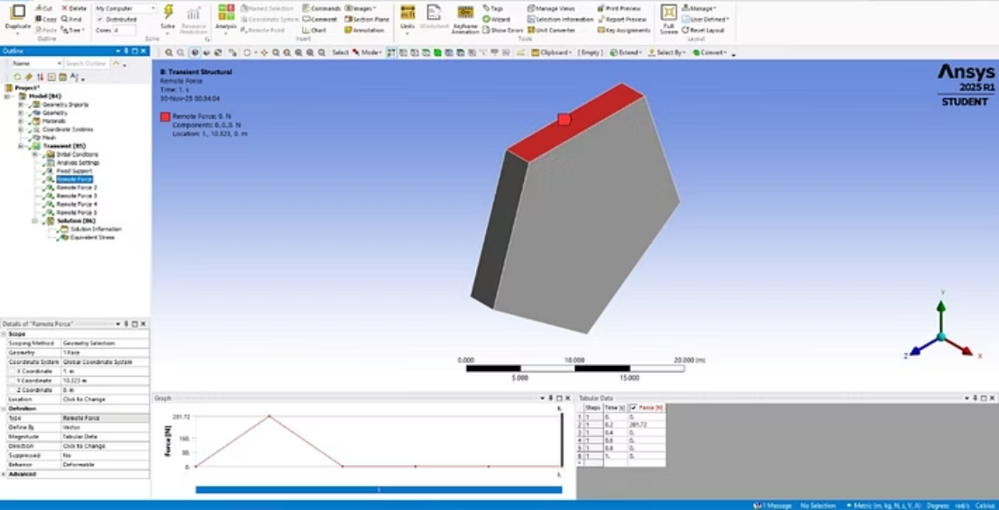 Cut
Delete
My Computer
Named Selection
Images
Tags
Manage Views
Print Preview
Manage
Copy
Find
Distributed
Coordinate System
Comment
Section Plane
Wizard
Selection Information
Report Preview
User Defined
Duplicate
Paste
Tree
Cores 4
Solve
Analysis
Remote Point
Chart
Annotation
Units
Worksheet
Keyframe Animation
Show Errors
Unit Converter
Key Assignments
Full Screen
Reset Layout
Outline
Solve
Insert
Tools
Layout
Outline
Name
Search Outline
Select
Mode
Clipboard
[Empty]
Extend
Select By
Convert
Project*
Model (B4)
Geometry Imports
Geometry
Materials
Coordinate Systems
Mesh
Transient (B5)
Initial Conditions
Analysis Settings
Fixed Support
Remote Force
Remote Force 2
Remote Force 3
Remote Force 4
Remote Force 5
Solution (B6)
Solution Information
Equivalent Stress
B: Transient Structural
Remote Force
Time: 1. s
30-Nov-25 00:34:04
Remote Force: 0. N
Components: 0.,0.,0. N
Location: 1., 10.323, 0. m
Ansys
2025 R1
STUDENT
Y
Z
X
0.000
10.000
20.000 (m)
5.000
15.000
Details of "Remote Force"
Scope
Scoping Method
Geometry Selection
Geometry
1 Face
Coordinate System
Global Coordinate System
X Coordinate
1. m
Y Coordinate
10.323 m
Z Coordinate
0. m
Location
Click to Change
Definition
Type
Remote Force
Define By
Vector
Magnitude
Tabular Data
Direction
Click to Change
Suppressed
No
Behavior
Deformable
Advanced
Graph
Force [N]
281.72
160.
80.
0.
1.
1.
1
Tabular Data
Steps
Time [s]
Force [N]
1 1 0. 0.
2 1 0.2 281.72
3 1 0.4 0.
4 1 0.6 0.
5 1 0.8 0.
6 1 1. 0.
*
1 Message
No Selection
Metric (m, kg, N, s, V, A)
Degrees
rad/s
Celsius